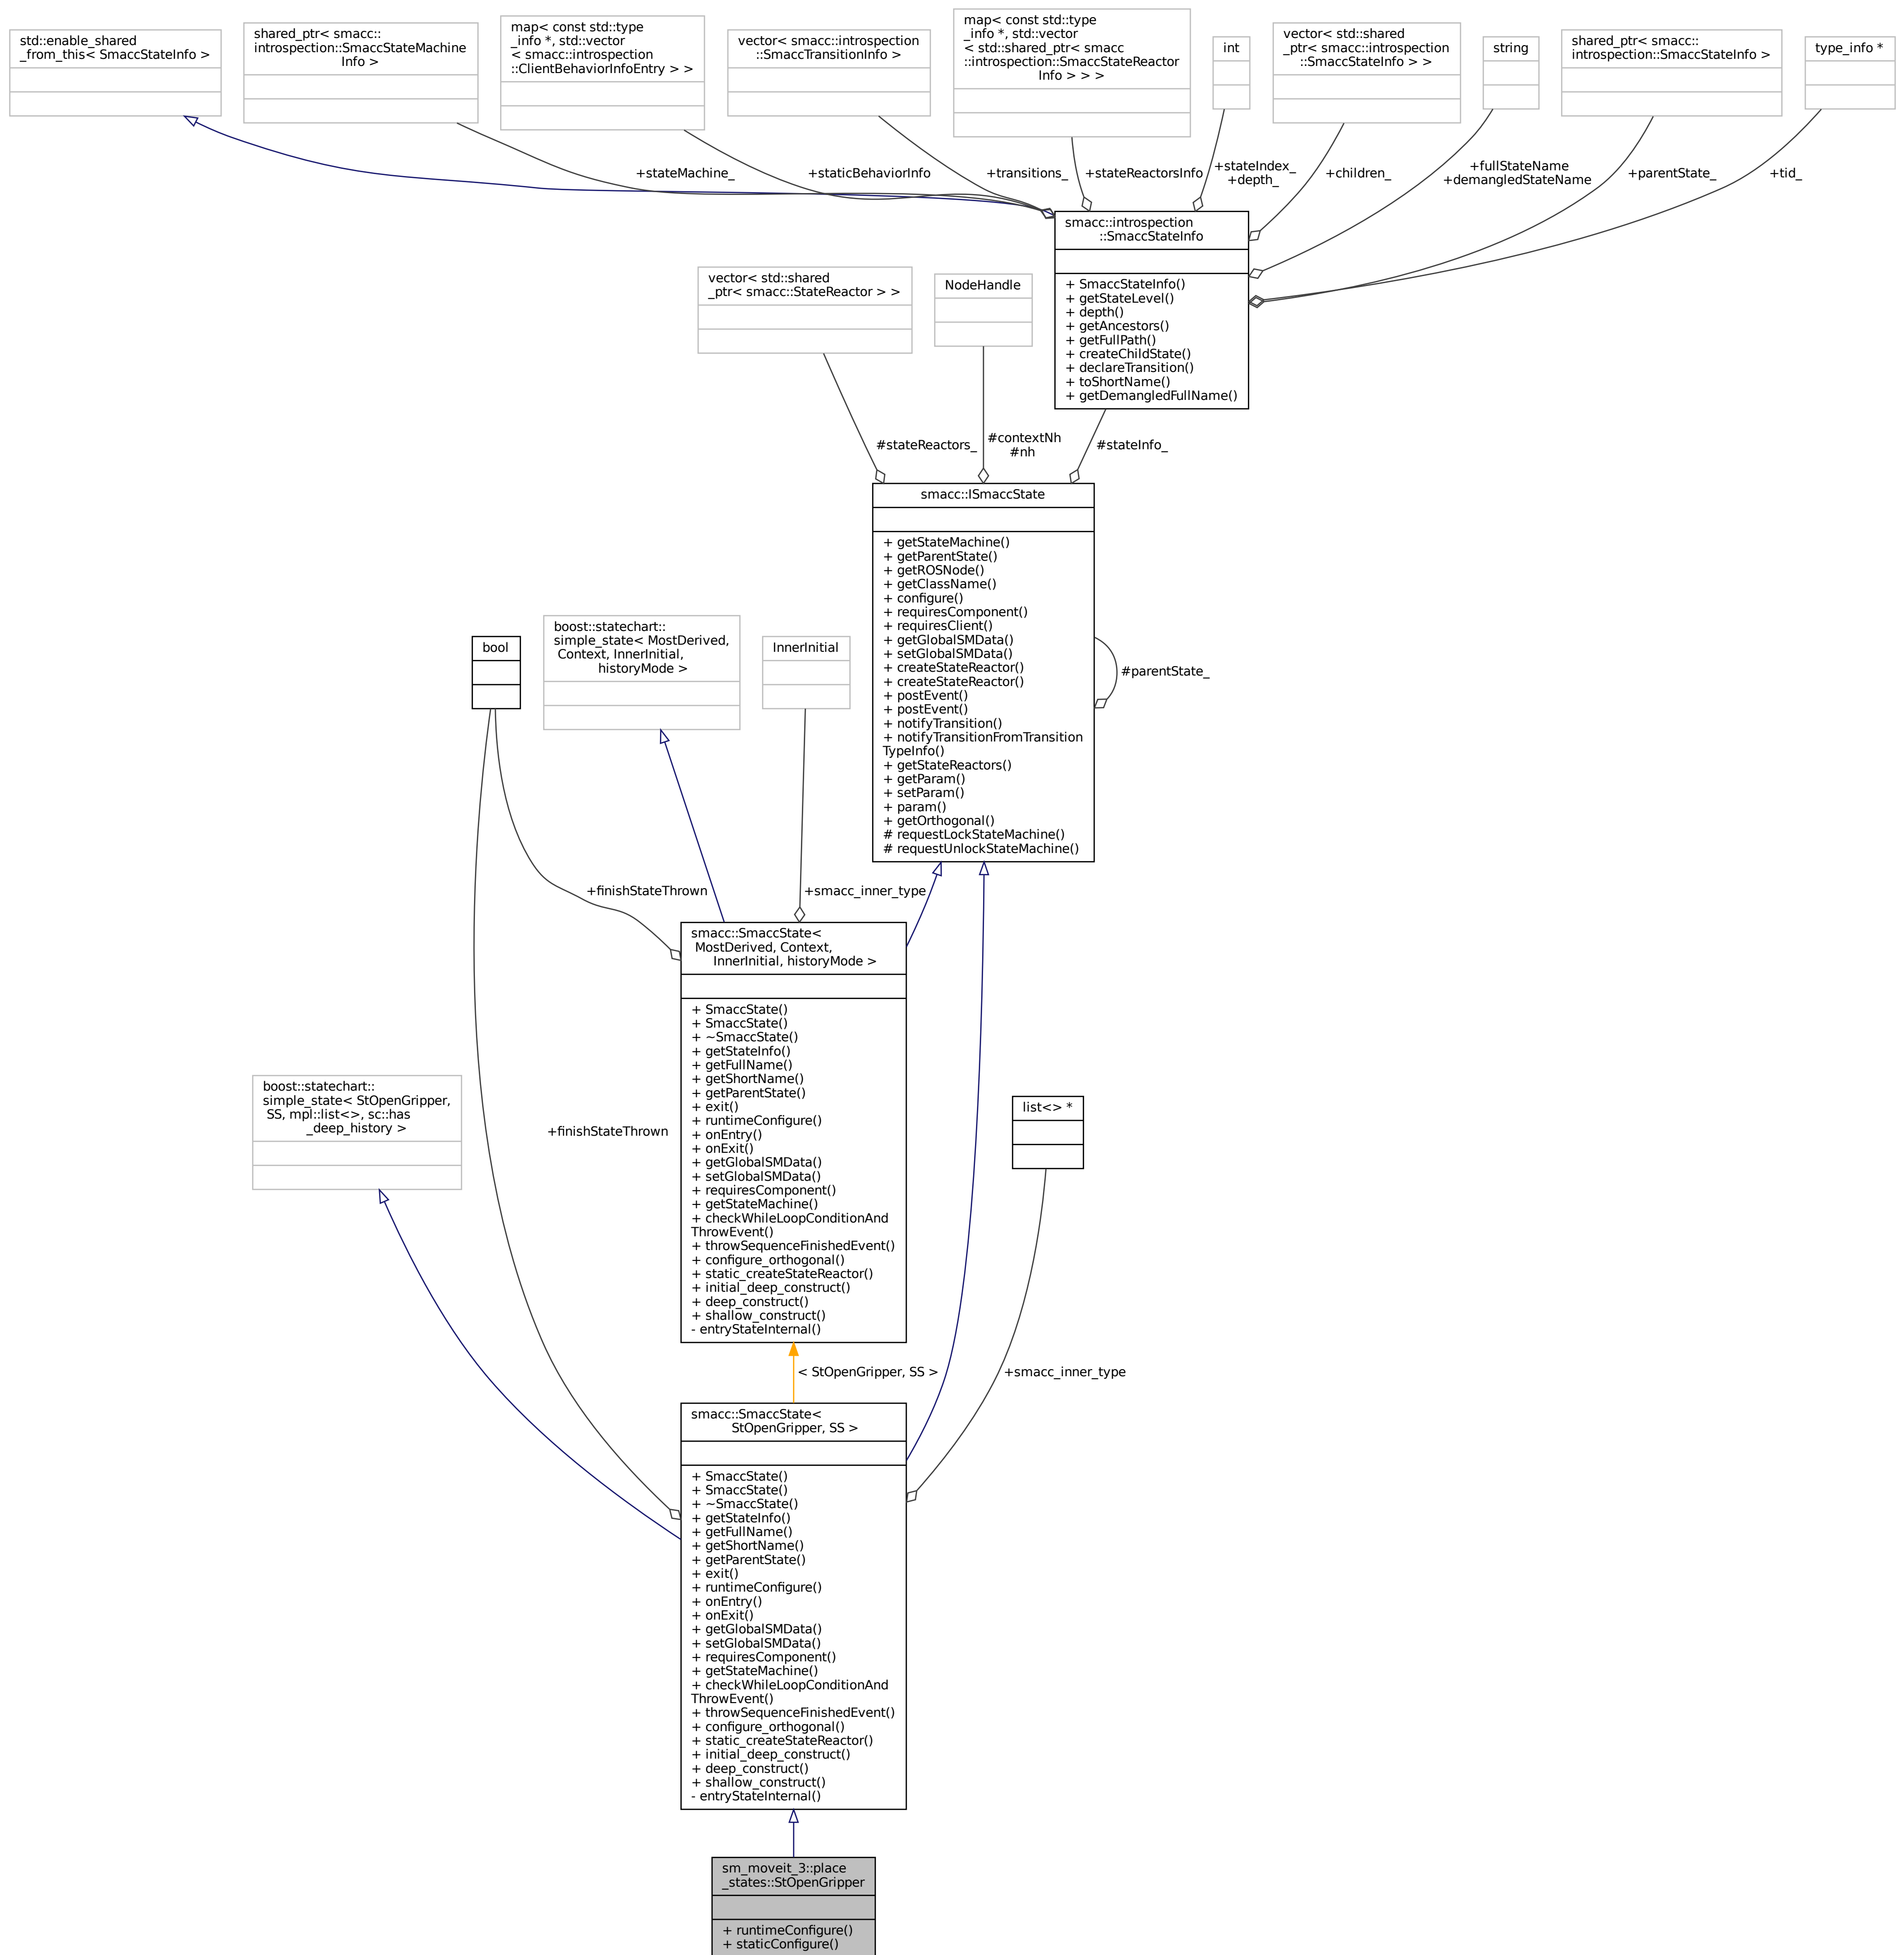 std::enable_shared
_from_this< SmaccStateInfo >
shared_ptr< smacc::
introspection::SmaccStateMachine
Info >
map< const std::type
_info *, std::vector
< smacc::introspection
::ClientBehaviorInfoEntry > >
vector< smacc::introspection
::SmaccTransitionInfo >
map< const std::type
_info *, std::vector
< std::shared_ptr< smacc
::introspection::SmaccStateReactor
Info > > >
int
vector< std::shared
_ptr< smacc::introspection
::SmaccStateInfo > >
string
shared_ptr< smacc::
introspection::SmaccStateInfo >
type_info *
+stateMachine_
+staticBehaviorInfo
+transitions_
+stateReactorsInfo
+stateIndex_
+depth_
+children_
+fullStateName
+demangledStateName
+parentState_
+tid_
smacc::introspection
::SmaccStateInfo
+ SmaccStateInfo()
+ getStateLevel()
+ depth()
+ getAncestors()
+ getFullPath()
+ createChildState()
+ declareTransition()
+ toShortName()
+ getDemangledFullName()
vector< std::shared
_ptr< smacc::StateReactor > >
NodeHandle
#stateReactors_
#contextNh
#nh
#stateInfo_
smacc::ISmaccState
+ getStateMachine()
+ getParentState()
+ getROSNode()
+ getClassName()
+ configure()
+ requiresComponent()
+ requiresClient()
+ getGlobalSMData()
+ setGlobalSMData()
+ createStateReactor()
+ createStateReactor()
+ postEvent()
+ postEvent()
+ notifyTransition()
+ notifyTransitionFromTransition
TypeInfo()
+ getStateReactors()
+ getParam()
+ setParam()
+ param()
+ getOrthogonal()
# requestLockStateMachine()
# requestUnlockStateMachine()
#parentState_
bool
boost::statechart::
simple_state< MostDerived,
Context, InnerInitial,
historyMode >
InnerInitial
+finishStateThrown
+smacc_inner_type
smacc::SmaccState<
MostDerived, Context,
InnerInitial, historyMode >
+ SmaccState()
+ SmaccState()
+ ~SmaccState()
+ getStateInfo()
+ getFullName()
+ getShortName()
+ getParentState()
+ exit()
+ runtimeConfigure()
+ onEntry()
+ onExit()
+ getGlobalSMData()
+ setGlobalSMData()
+ requiresComponent()
+ getStateMachine()
+ checkWhileLoopConditionAnd
ThrowEvent()
+ throwSequenceFinishedEvent()
+ configure_orthogonal()
+ static_createStateReactor()
+ initial_deep_construct()
+ deep_construct()
+ shallow_construct()
- entryStateInternal()
boost::statechart::
simple_state< StOpenGripper,
SS, mpl::list<>, sc::has
_deep_history >
+finishStateThrown
list<> *
< StOpenGripper, SS >
+smacc_inner_type
smacc::SmaccState<
StOpenGripper, SS >
+ SmaccState()
+ SmaccState()
+ ~SmaccState()
+ getStateInfo()
+ getFullName()
+ getShortName()
+ getParentState()
+ exit()
+ runtimeConfigure()
+ onEntry()
+ onExit()
+ getGlobalSMData()
+ setGlobalSMData()
+ requiresComponent()
+ getStateMachine()
+ checkWhileLoopConditionAnd
ThrowEvent()
+ throwSequenceFinishedEvent()
+ configure_orthogonal()
+ static_createStateReactor()
+ initial_deep_construct()
+ deep_construct()
+ shallow_construct()
- entryStateInternal()
sm_moveit_3::place
_states::StOpenGripper
+ runtimeConfigure()
+ staticConfigure()